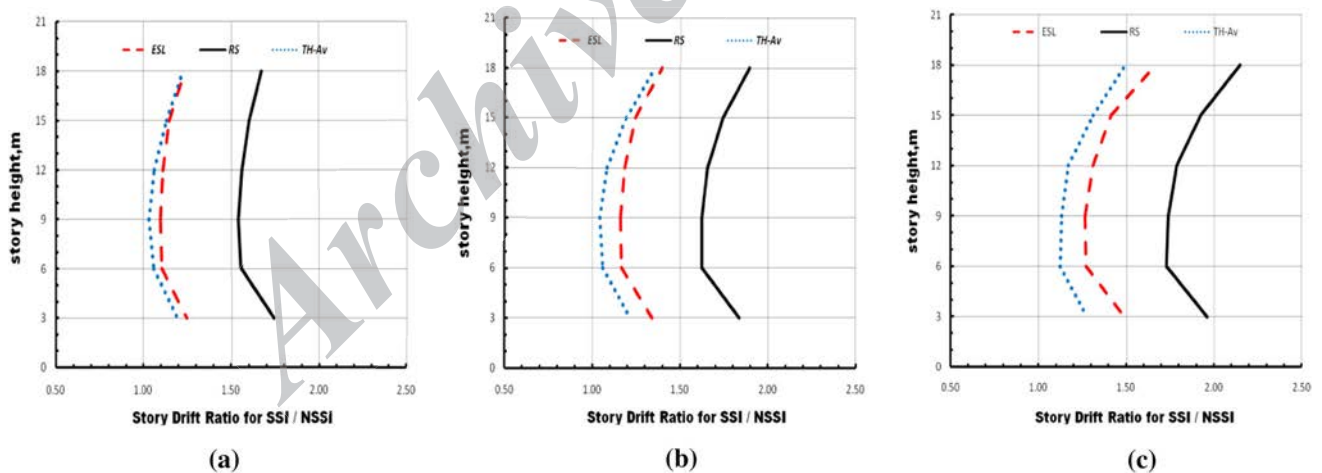 21
18
15
12
9
6
3
0
story height,m
ESL RS TH-Av
0.50 1.00 1.50 2.00 2.50
Story Drift Ratio for SSI / NSSI
(a)
21
18
15
12
9
6
3
0
story height,m
ESL RS TH-Av
0.50 1.00 1.50 2.00 2.50
Story Drift Ratio for SSI / NSSI
(b)
21
18
15
12
9
6
3
0
story height,m
ESL RS TH-Av
0.50 1.00 1.50 2.00 2.50
Story Drift Ratio for SSI / NSSI
(c)
Archive